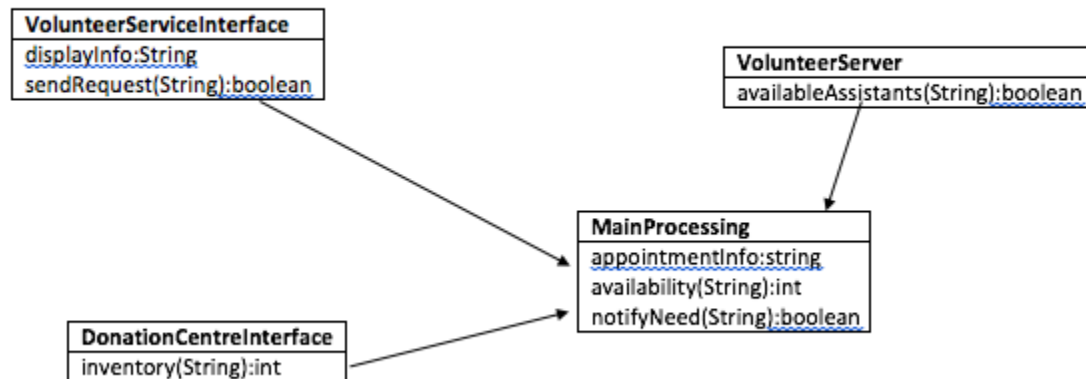 VolunteerServiceInterface
displayInfo:String
sendRequest(String):boolean
VolunteerServer
availableAssistants(String):boolean
MainProcessing
appointmentInfo:string
availability(String):int
notifyNeed(String):boolean
DonationCentreInterface
inventory(String):int